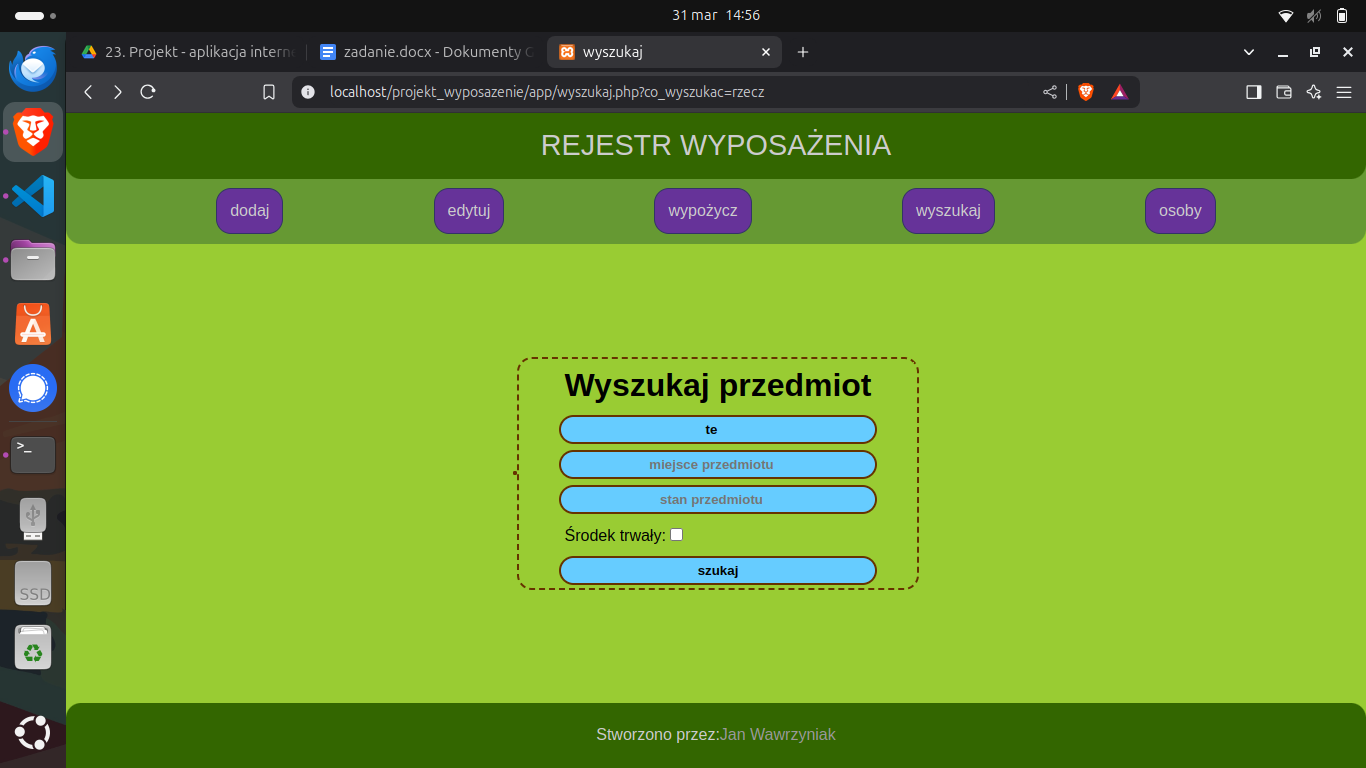 31 mar 14:56
23. Projekt - aplikacja intern
zadanie.docx - Dokumenty
wyszukaj
localhost/projekt_wyposazenie/app/wyszukaj.php?co_wyszukac=rzecz
REJESTR WYPOSAŻENIA
dodaj
edytuj
wypożycz
wyszukaj
osoby
Wyszukaj przedmiot
te
miejsce przedmiotu
stan przedmiotu
Środek trwały:
szukaj
SSD
Stworzono przez:Jan Wawrzyniak